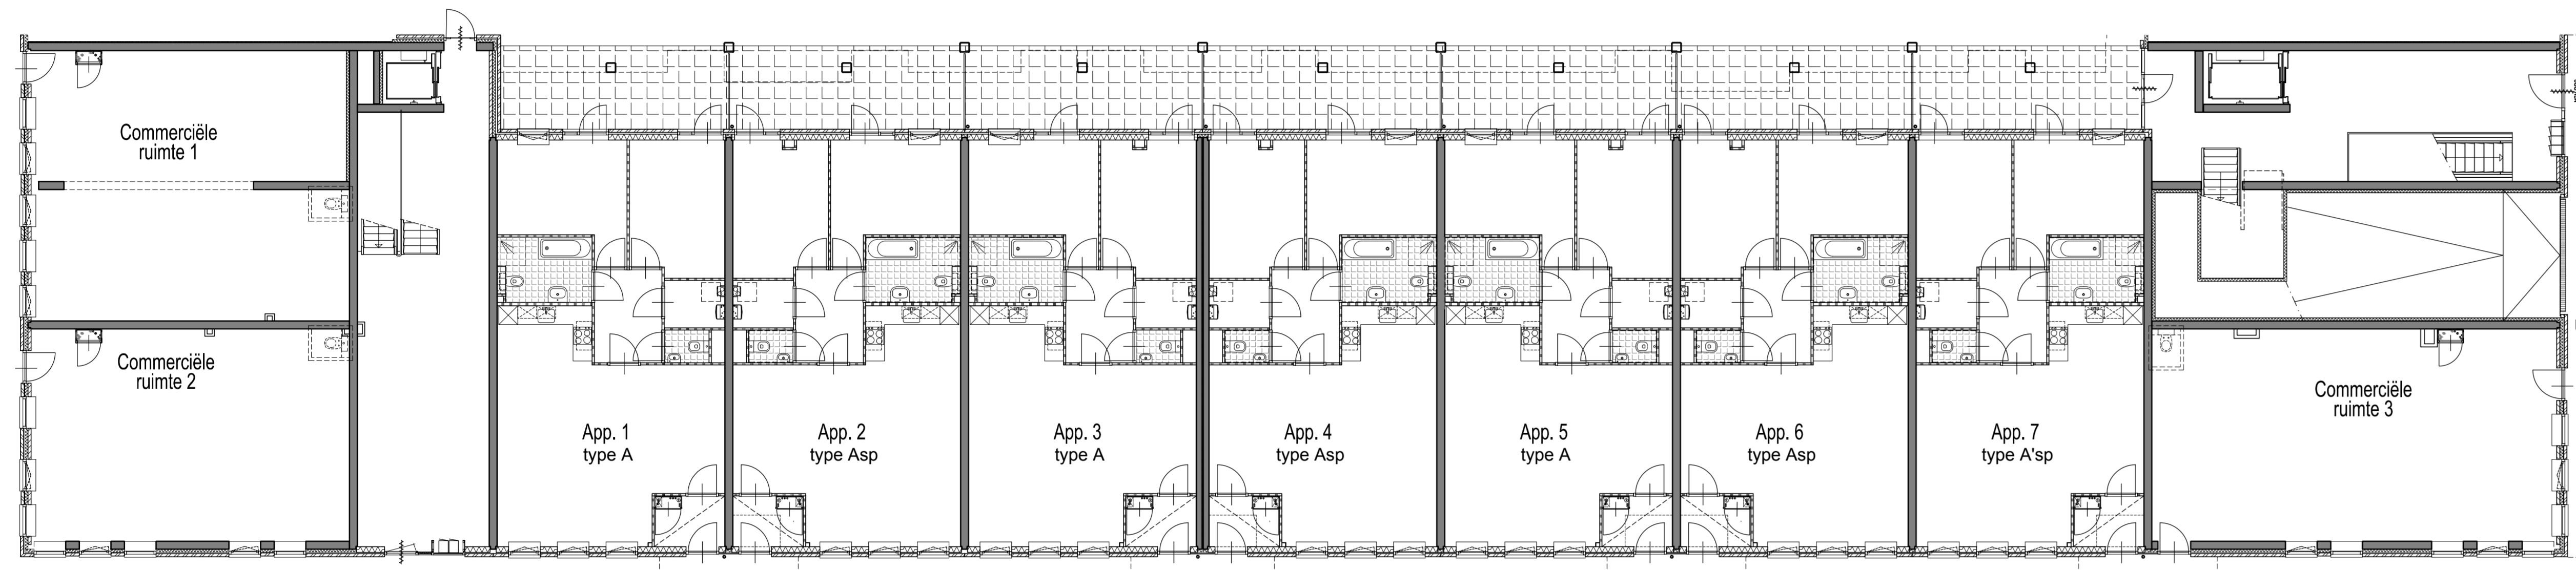 Commerciële
ruimte 1
Commerciële
ruimte 2
App. 1
type A
App. 2
type Asp
App. 3
type A
App. 4
type Asp
App. 5
type A
App. 6
type Asp
App. 7
type A'sp
Commerciële
ruimte 3